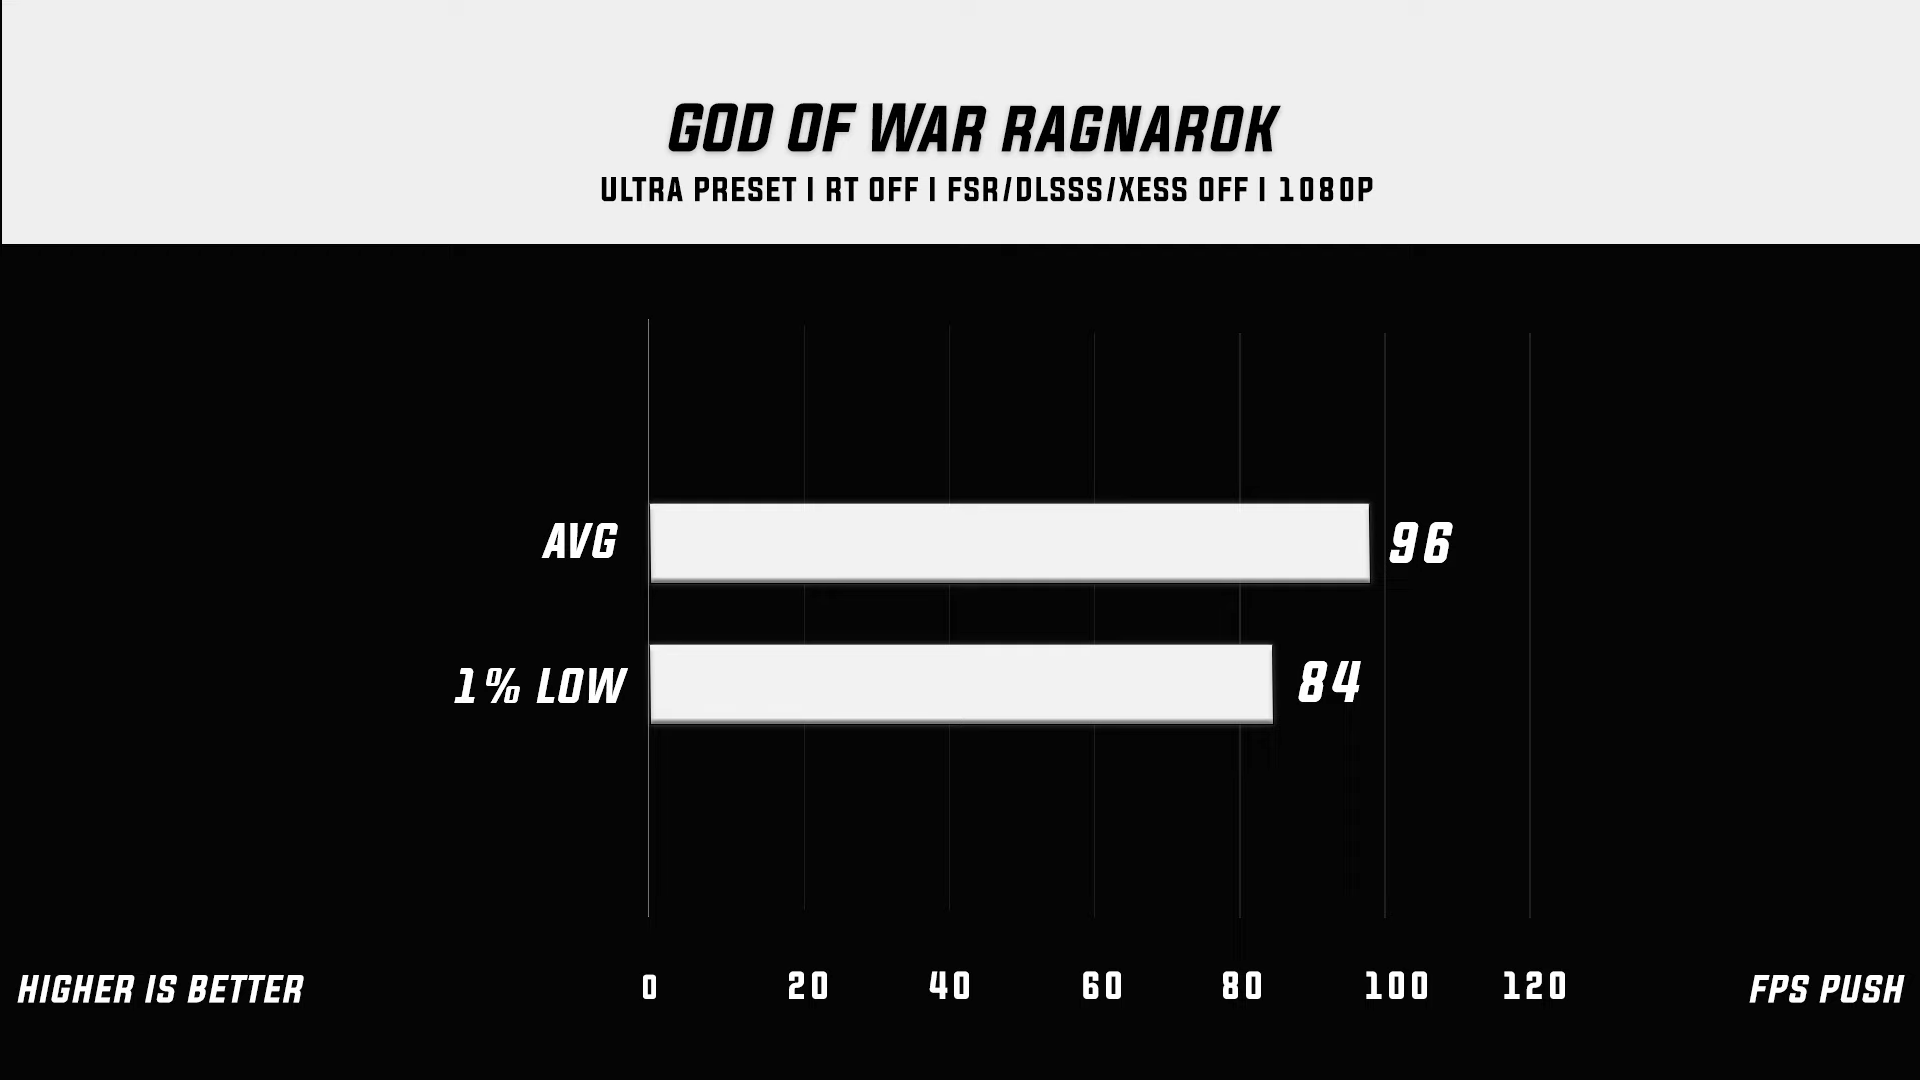 GOD OF WAR RAGNAROK
ULTRA PRESET | RT OFF | FSR/DLSSS/XESS OFF | 1080P
AVG 96
1% LOW 84
0 20 40 60 80 100 120
HIGHER IS BETTER
FPS PUSH